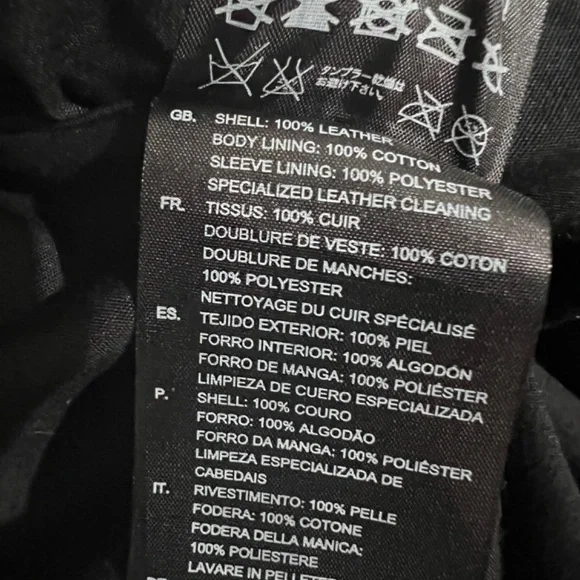 タンブラー乾燥は
お避け下さい
GB. SHELL: 100% LEATHER
BODY LINING: 100% COTTON
SLEEVE LINING: 100% POLYESTER
SPECIALIZED LEATHER CLEANING
FR. TISSUS: 100% CUIR
DOUBLURE DE VESTE: 100% COTON
DOUBLURE DE MANCHES:
100% POLYESTER
NETTOYAGE DU CUIR SPÉCIALISÉ
ES. TEJIDO EXTERIOR: 100% PIEL
FORRO INTERIOR: 100% ALGODÓN
FORRO DE MANGA: 100% POLIÉSTER
LIMPIEZA DE CUERO ESPECIALIZADA
P. SHELL: 100% COURO
FORRO: 100% ALGODÃO
FORRO DA MANGA: 100% POLIÉSTER
LIMPEZA ESPECIALIZADA DE
CABEDAIS
IT. RIVESTIMENTO: 100% PELLE
FODERA: 100% COTONE
FODERA DELLA MANICA:
100% POLIESTERE
LAVARE IN